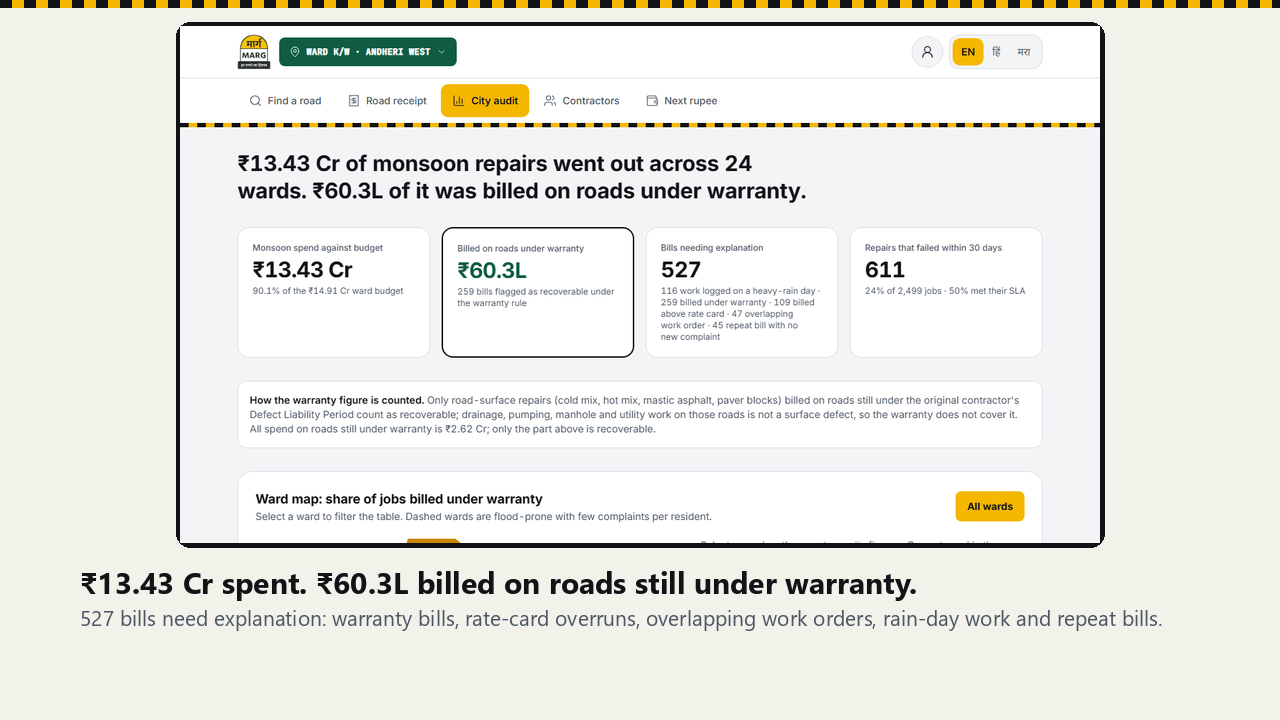 मार्ग
MARG
WARD K/W · ANDHERI WEST
EN
हिं
मरा
Find a road
Road receipt
City audit
Contractors
Next rupee
₹13.43 Cr of monsoon repairs went out across 24
wards. ₹60.3L of it was billed on roads under warranty.
Monsoon spend against budget
₹13.43 Cr
90.1% of the ₹14.91 Cr ward budget
Billed on roads under warranty
₹60.3L
259 bills flagged as recoverable under
the warranty rule
Bills needing explanation
527
116 work logged on a heavy-rain day ·
259 billed under warranty · 109 billed
above rate card · 47 overlapping
work order · 45 repeat bill with no
new complaint
Repairs that failed within 30 days
611
24% of 2,499 jobs · 50% met their SLA
How the warranty figure is counted. Only road-surface repairs (cold mix, hot mix, mastic asphalt, paver blocks) billed on roads still under the original contractor's
Defect Liability Period count as recoverable; drainage, pumping, manhole and utility work on those roads is not a surface defect, so the warranty does not cover it.
All spend on roads still under warranty is ₹2.62 Cr; only the part above is recoverable.
Ward map: share of jobs billed under warranty
Select a ward to filter the table. Dashed wards are flood-prone with few complaints per resident.
All wards
₹13.43 Cr spent. ₹60.3L billed on roads still under warranty.
527 bills need explanation: warranty bills, rate-card overruns, overlapping work orders, rain-day work and repeat bills.